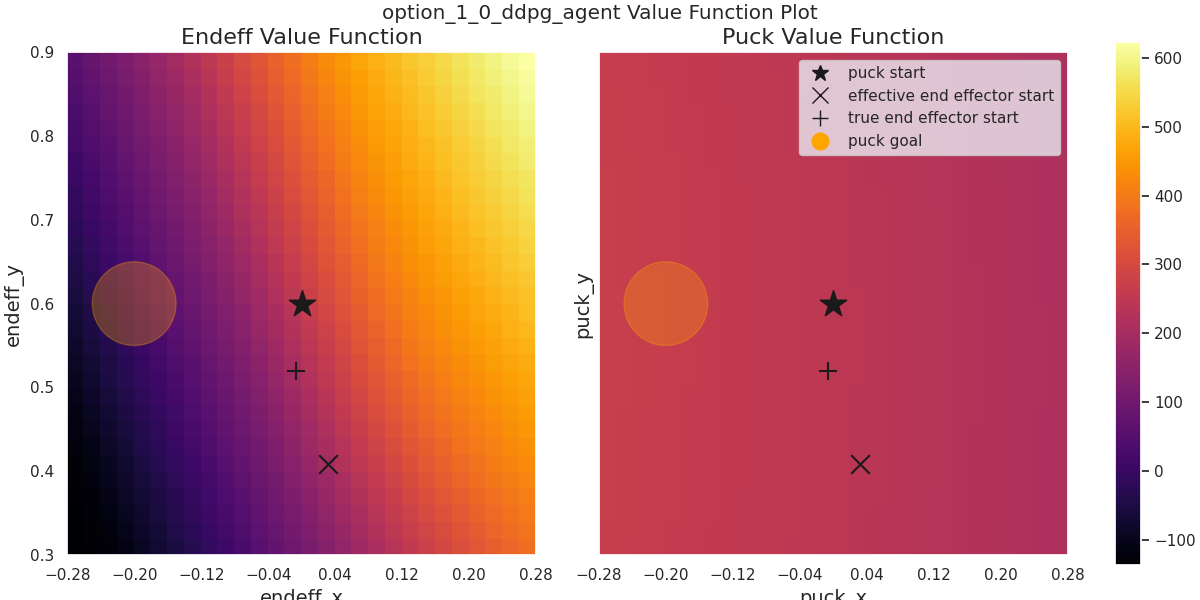 option_1_0_ddpg_agent Value Function Plot
Endeff Value Function
Puck Value Function
puck start
effective end effector start
true end effector start
puck goal
0.9
0.8
0.7
0.6
0.5
0.4
0.3
endeff_y
−0.28 −0.20 −0.12 −0.04 0.04 0.12 0.20 0.28
endeff_x
puck_y
−0.28 −0.20 −0.12 −0.04 0.04 0.12 0.20 0.28
puck_x
600
500
400
300
200
100
0
−100